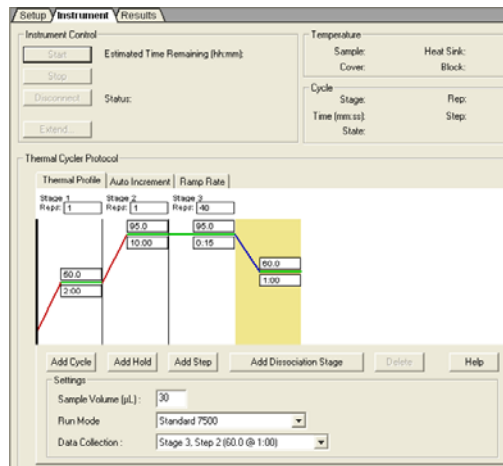 Setup Instrument Results
Instrument Control
Start Estimated Time Remaining (hh:mm):
Stop
Disconnect Status:
Extend...
Temperature
Sample: Heat Sink:
Cover: Block:
Cycle
Stage: Rep:
Time (mm:ss): Step:
State:
Thermal Cycler Protocol
Thermal Profile Auto Increment Ramp Rate
Stage 1 Stage 2 Stage 3
Reps: 1 Reps: 1 Reps: 40
95.0 95.0
10:00 0:15
60.0 60.0
2:00 1:00
Add Cycle Add Hold Add Step Add Dissociation Stage Delete Help
Settings
Sample Volume (µL) : 30
Run Mode Standard 7500
Data Collection : Stage 3, Step 2 (60.0 @ 1:00)